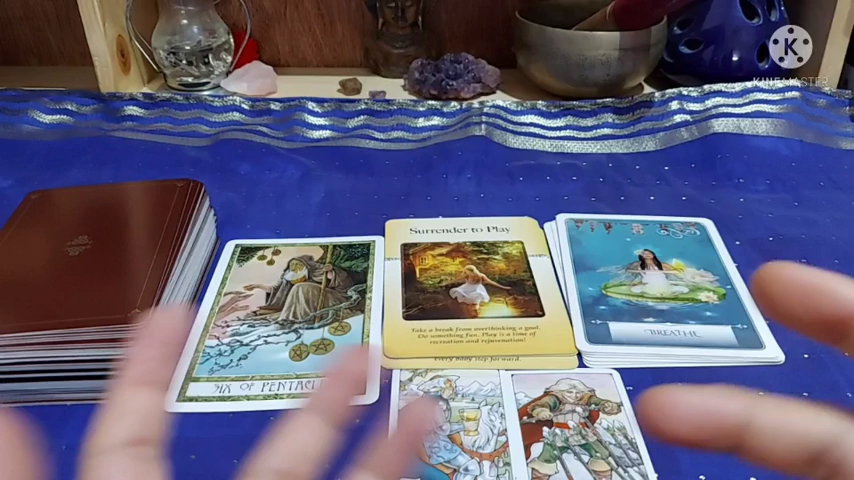 K
KINEMASTER
Surrender to Play
Take a break from overthinking a goal.
Do something fun. Play is a time of
recreation and rejuvenation!
Every baby step forward.
BREATHE
SIX OF PENTACLES